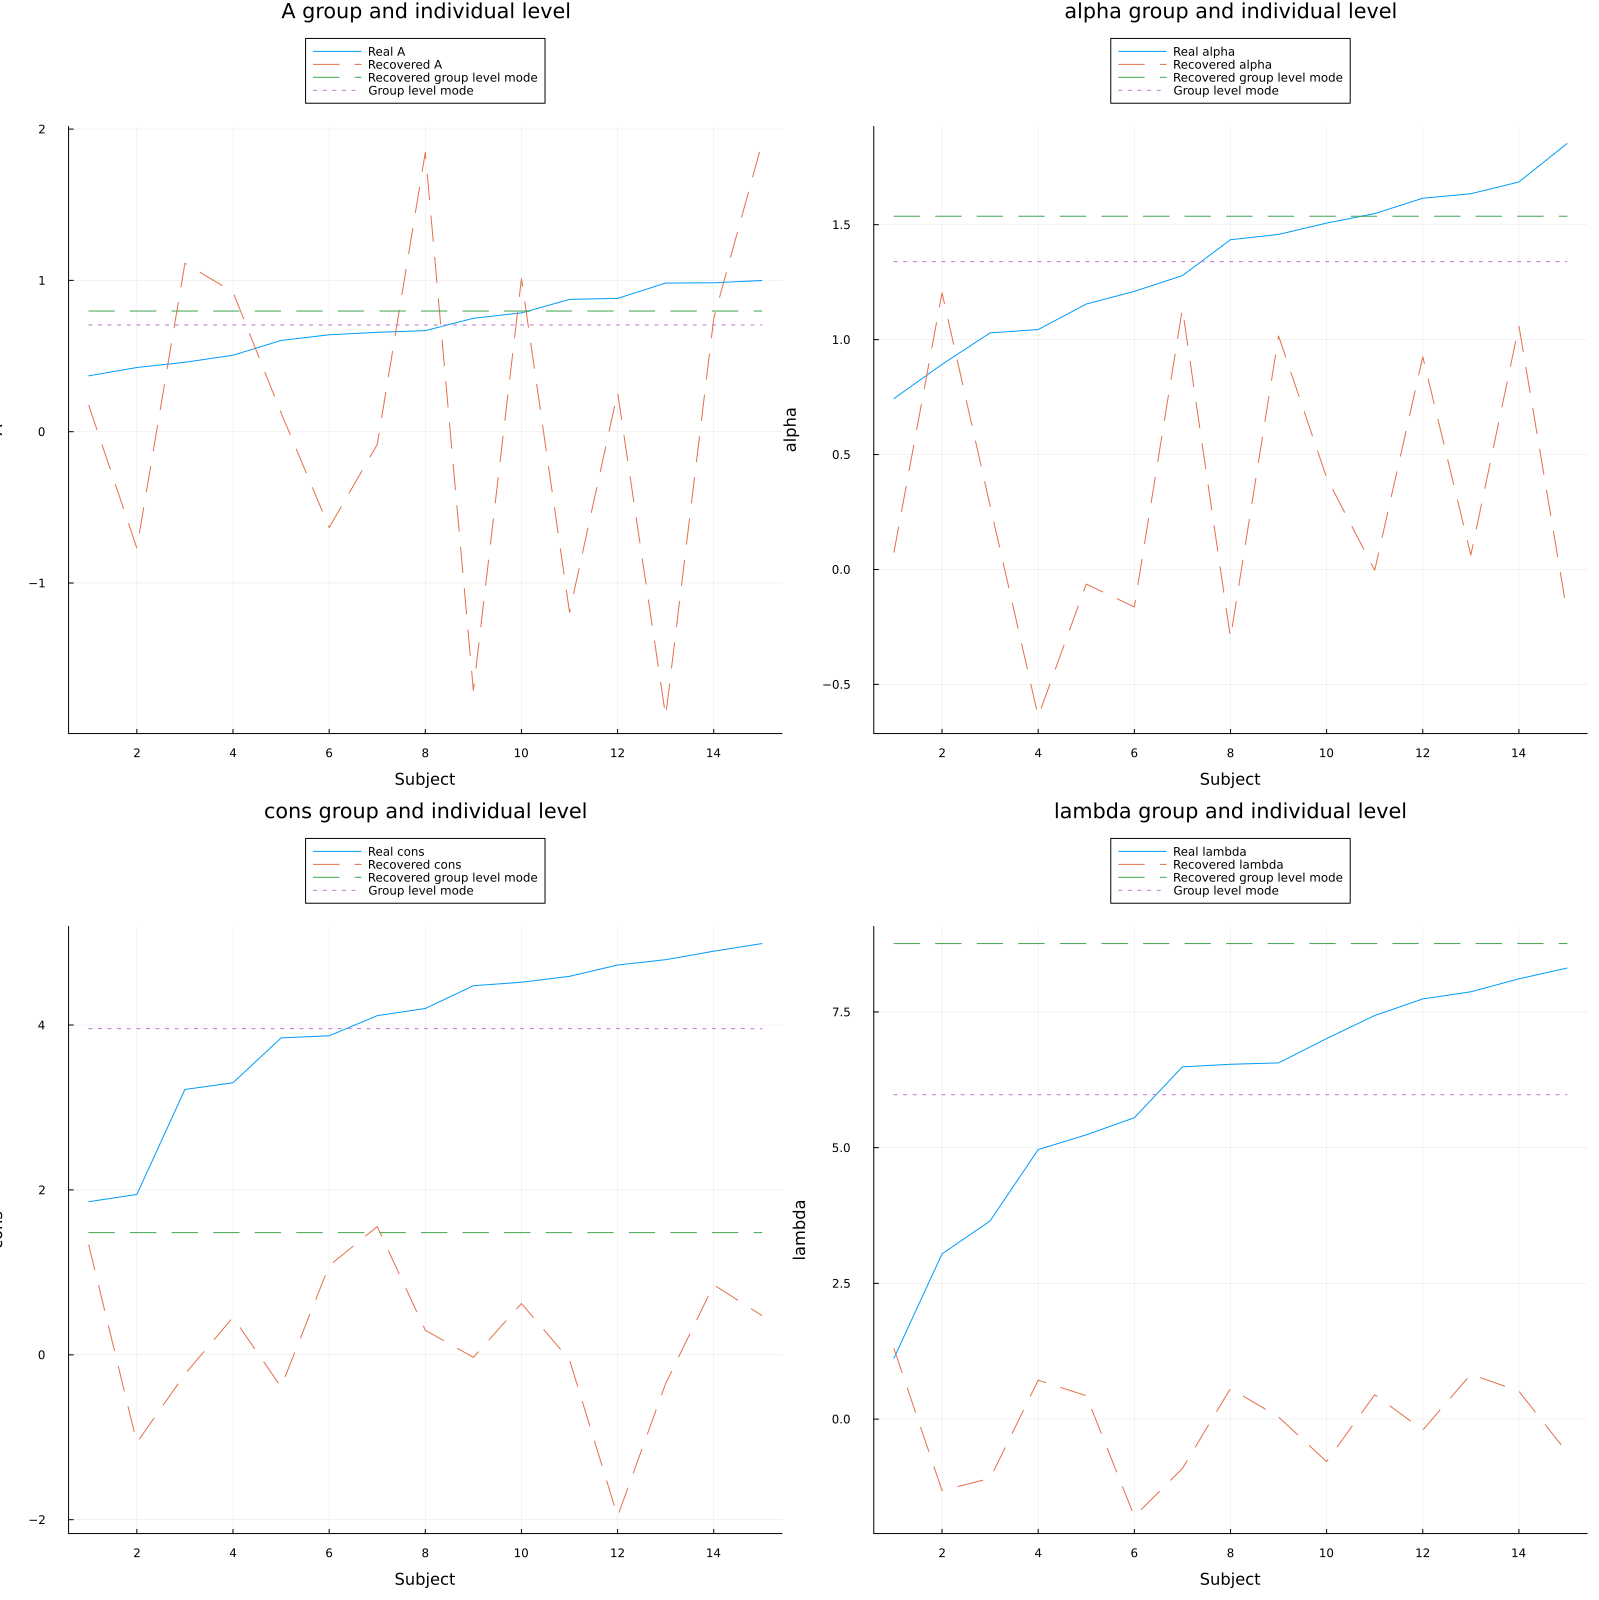 A group and individual level
Real A
Recovered A
Recovered group level mode
Group level mode
2
1
0
−1
2 4 6 8 10 12 14
Subject
alpha group and individual level
Real alpha
Recovered alpha
Recovered group level mode
Group level mode
alpha
1.5
1.0
0.5
0.0
−0.5
2 4 6 8 10 12 14
Subject
cons group and individual level
Real cons
Recovered cons
Recovered group level mode
Group level mode
4
2
0
−2
2 4 6 8 10 12 14
Subject
lambda group and individual level
Real lambda
Recovered lambda
Recovered group level mode
Group level mode
lambda
7.5
5.0
2.5
0.0
2 4 6 8 10 12 14
Subject